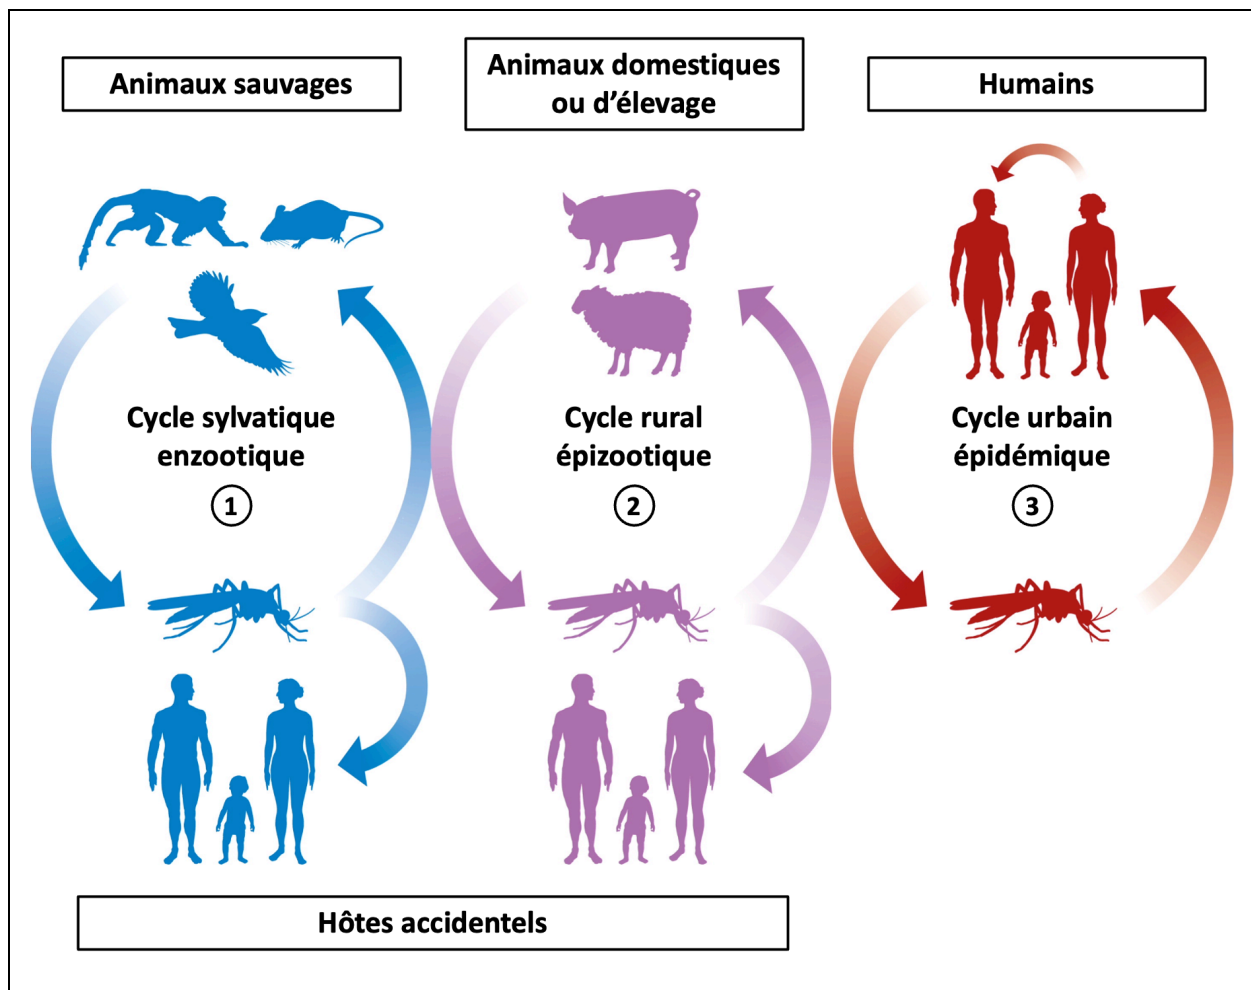 Animaux sauvages
Animaux domestiques
ou d’élevage
Humains
Cycle sylvatique
enzootique
1
Cycle rural
épizootique
2
Cycle urbain
épidémique
3
Hôtes accidentels